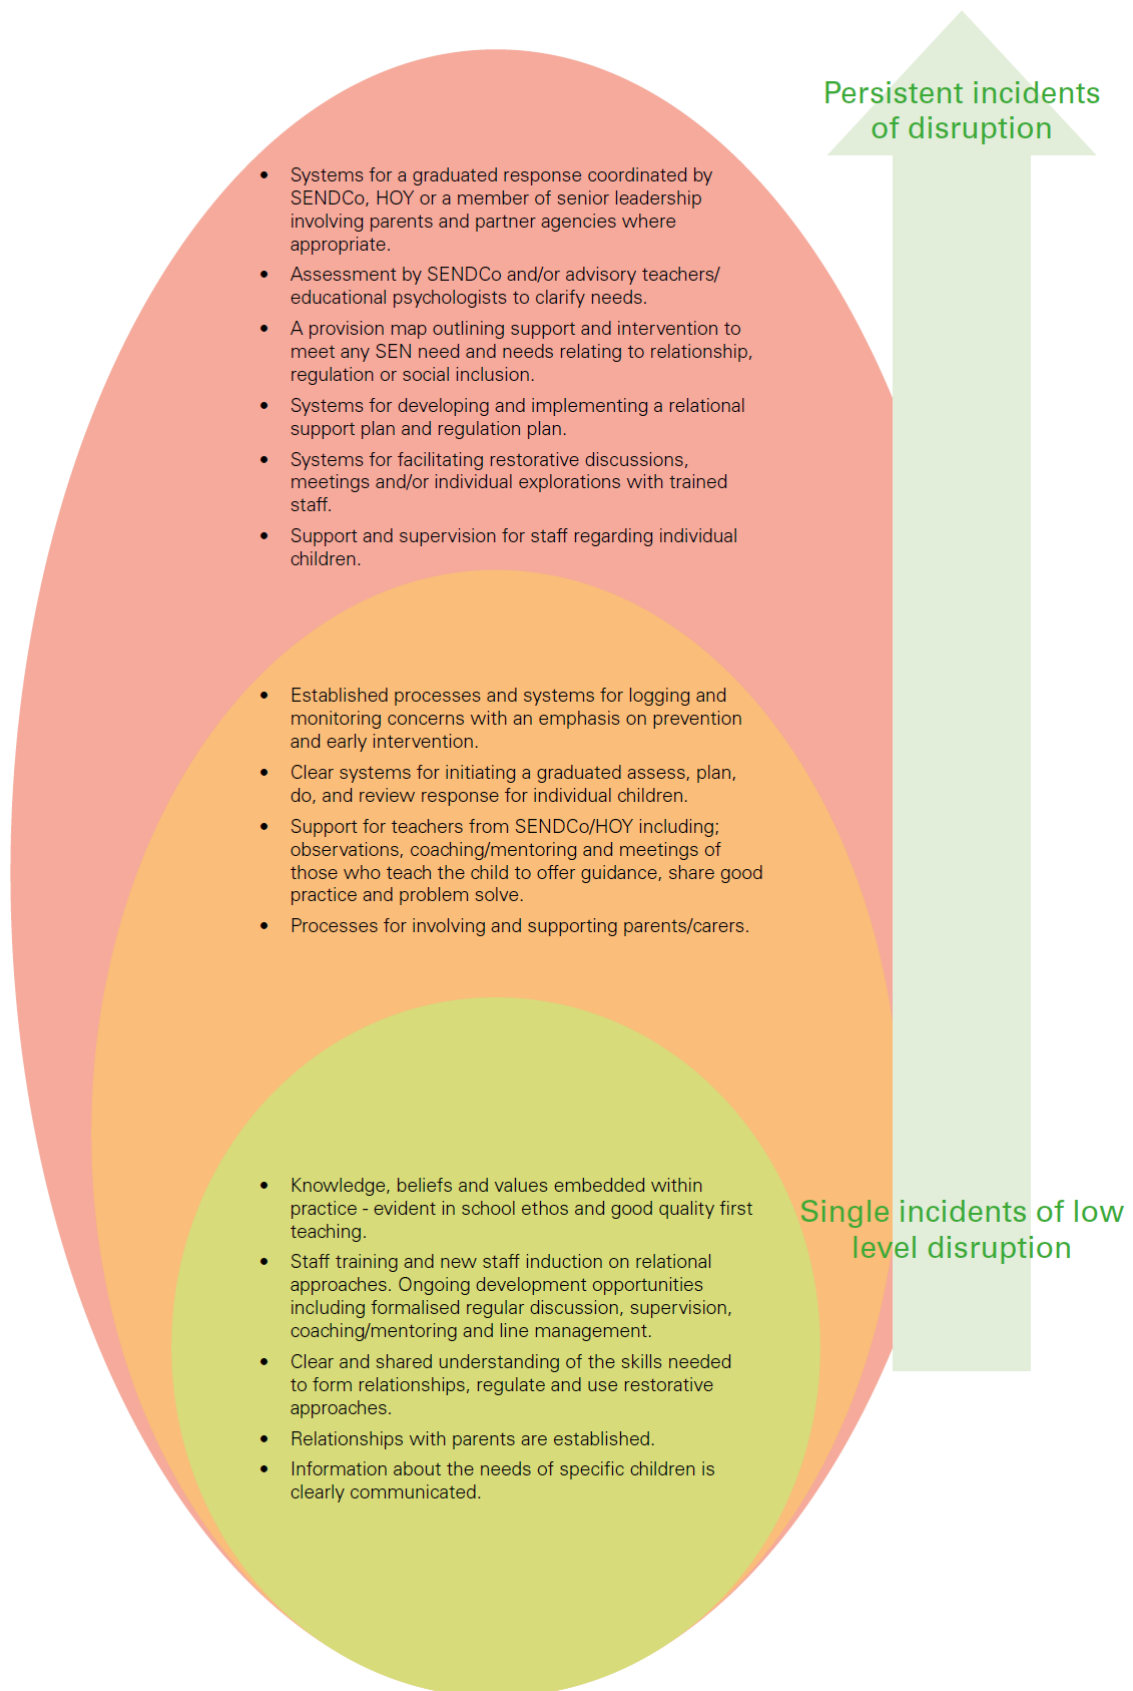 Persistent incidents
of disruption
• Systems for a graduated response coordinated by
SENDCo, HOY or a member of senior leadership
involving parents and partner agencies where
appropriate.
• Assessment by SENDCo and/or advisory teachers/
educational psychologists to clarify needs.
• A provision map outlining support and intervention to
meet any SEN need and needs relating to relationship,
regulation or social inclusion.
• Systems for developing and implementing a relational
support plan and regulation plan.
• Systems for facilitating restorative discussions,
meetings and/or individual explorations with trained
staff.
• Support and supervision for staff regarding individual
children.
• Established processes and systems for logging and
monitoring concerns with an emphasis on prevention
and early intervention.
• Clear systems for initiating a graduated assess, plan,
do, and review response for individual children.
• Support for teachers from SENDCo/HOY including;
observations, coaching/mentoring and meetings of
those who teach the child to offer guidance, share good
practice and problem solve.
• Processes for involving and supporting parents/carers.
• Knowledge, beliefs and values embedded within
practice - evident in school ethos and good quality first
teaching.
• Staff training and new staff induction on relational
approaches. Ongoing development opportunities
including formalised regular discussion, supervision,
coaching/mentoring and line management.
• Clear and shared understanding of the skills needed
to form relationships, regulate and use restorative
approaches.
• Relationships with parents are established.
• Information about the needs of specific children is
clearly communicated.
Single incidents of low
level disruption